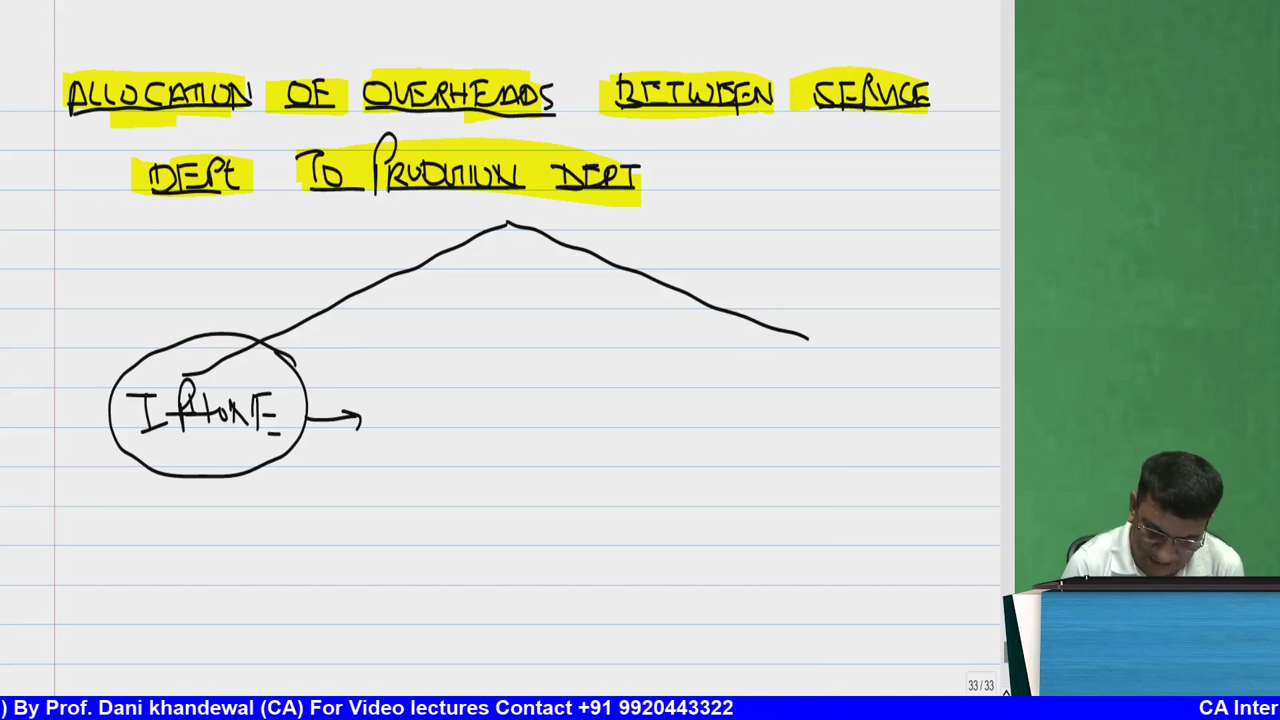 ALLOCATION OF OVERHEADS BETWEEN SERVICE
DEPt TO PRODUCTION DEPT
I-PHONE
33 / 33
) By Prof. Dani khandewal (CA) For Video lectures Contact +91 9920443322
CA Inter